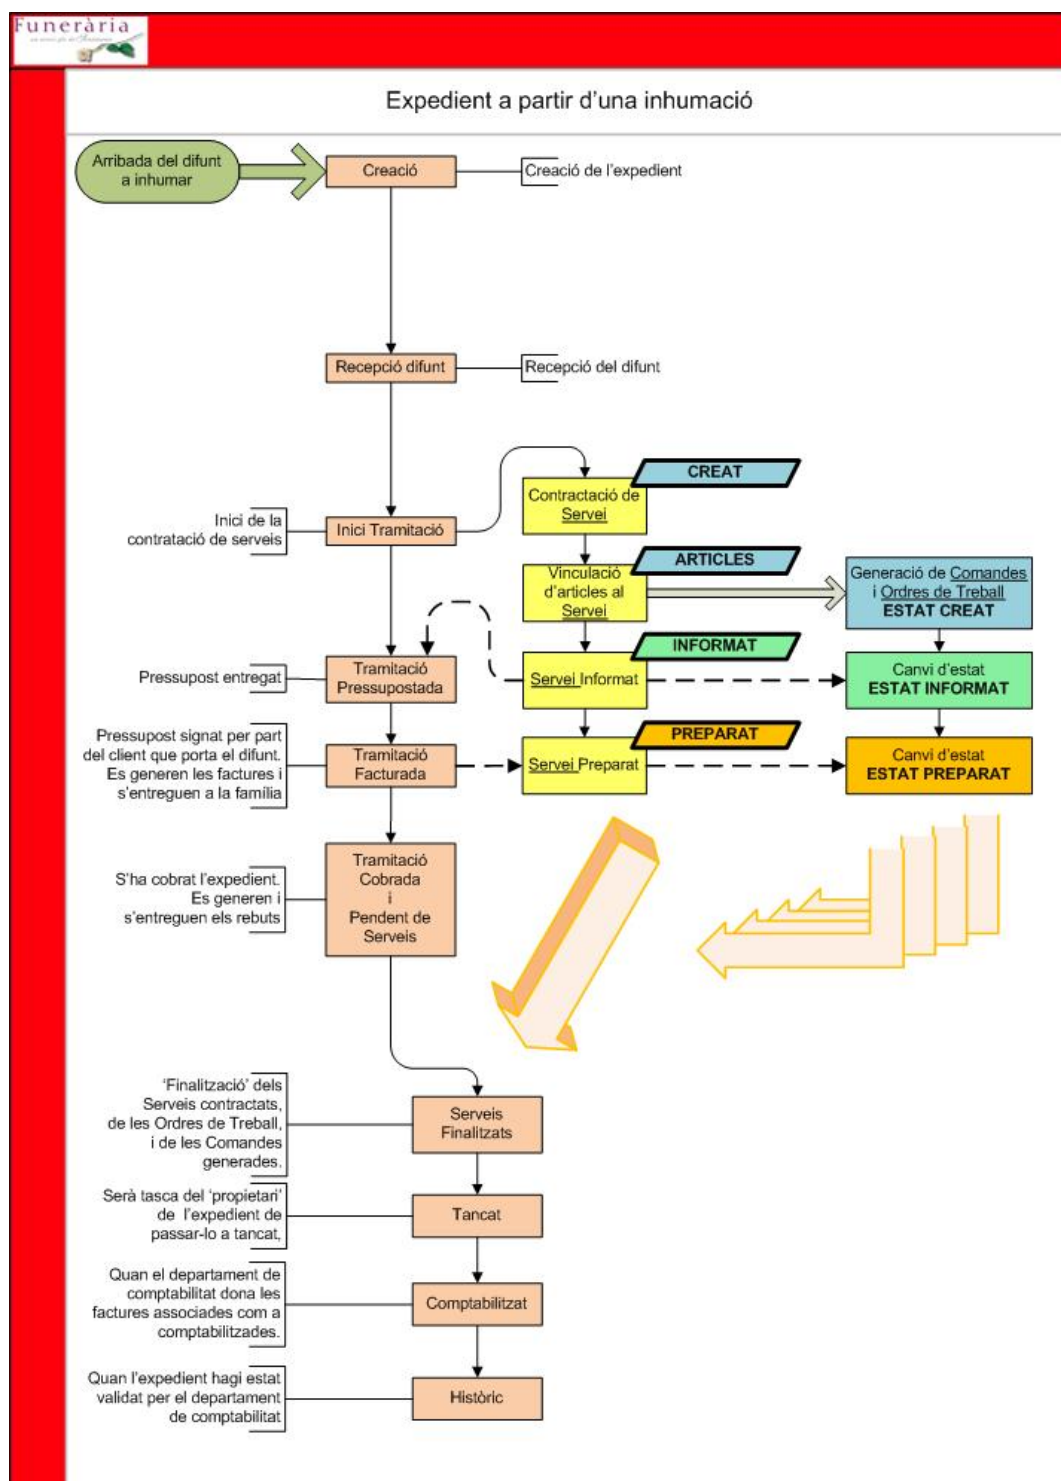 Funerària
Expedient a partir d'una inhumació
Arribada del difunt
a inhumar
Creació
Creació de l'expedient
Recepció difunt
Recepció del difunt
Inici de la
contratació de serveis
Inici Tramitació
CREAT
Contractació de
Servei
ARTICLES
Vinculació
d'articles al
Servei
Generació de Comandes
i Ordres de Treball
ESTAT CREAT
Pressupost entregat
Tramitació
Pressupostada
INFORMAT
Servei Informat
Canvi d'estat
ESTAT INFORMAT
Pressupost signat per part
del client que porta el difunt.
Es generen les factures i
s'entreguen a la família
Tramitació
Facturada
PREPARAT
Servei Preparat
Canvi d'estat
ESTAT PREPARAT
S'ha cobrat l'expedient.
Es generen i
s'entreguen els rebuts
Tramitació
Cobrada
i
Pendent de
Serveis
'Finalització' dels
Serveis contractats,
de les Ordres de Treball,
i de les Comandes
generades.
Serveis
Finalitzats
Serà tasca del 'propietari'
de l'expedient de
passar-lo a tancat,
Tancat
Quan el departament de
comptabilitat dona les
factures associades com a
comptabilitzades.
Comptabilitzat
Quan l'expedient hagi estat
validat per el departament
de comptabilitat
Històric